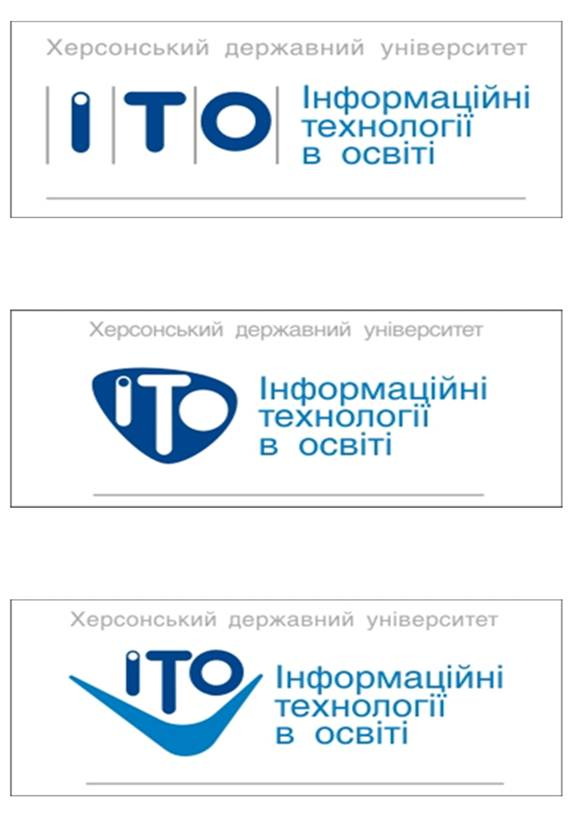 Херсонський державний університет
ІТО
Інформаційні
технології
в освіті
Херсонський державний університет
іТО
Інформаційні
технології
в освіті
Херсонський державний університет
іТО
Інформаційні
технології
в освіті